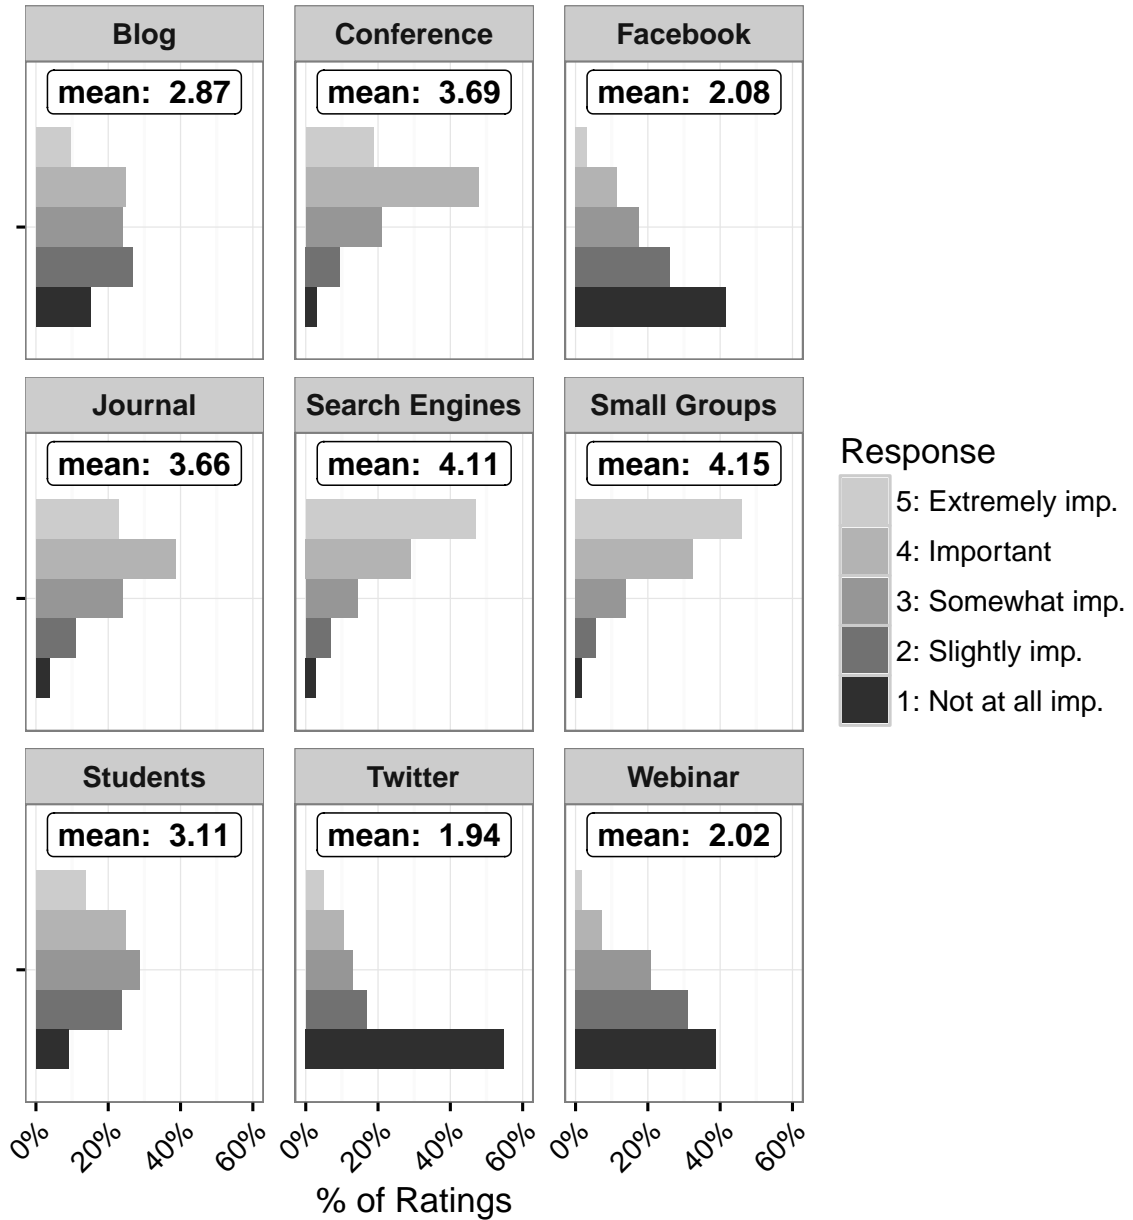 Blog
Conference
Facebook
mean: 2.87
mean: 3.69
mean: 2.08
Journal
Search Engines
Small Groups
mean: 3.66
mean: 4.11
mean: 4.15
Response
5: Extremely imp.
4: Important
3: Somewhat imp.
2: Slightly imp.
1: Not at all imp.
Students
Twitter
Webinar
mean: 3.11
mean: 1.94
mean: 2.02
0% 20% 40% 60% 0% 20% 40% 60% 0% 20% 40% 60%
% of Ratings